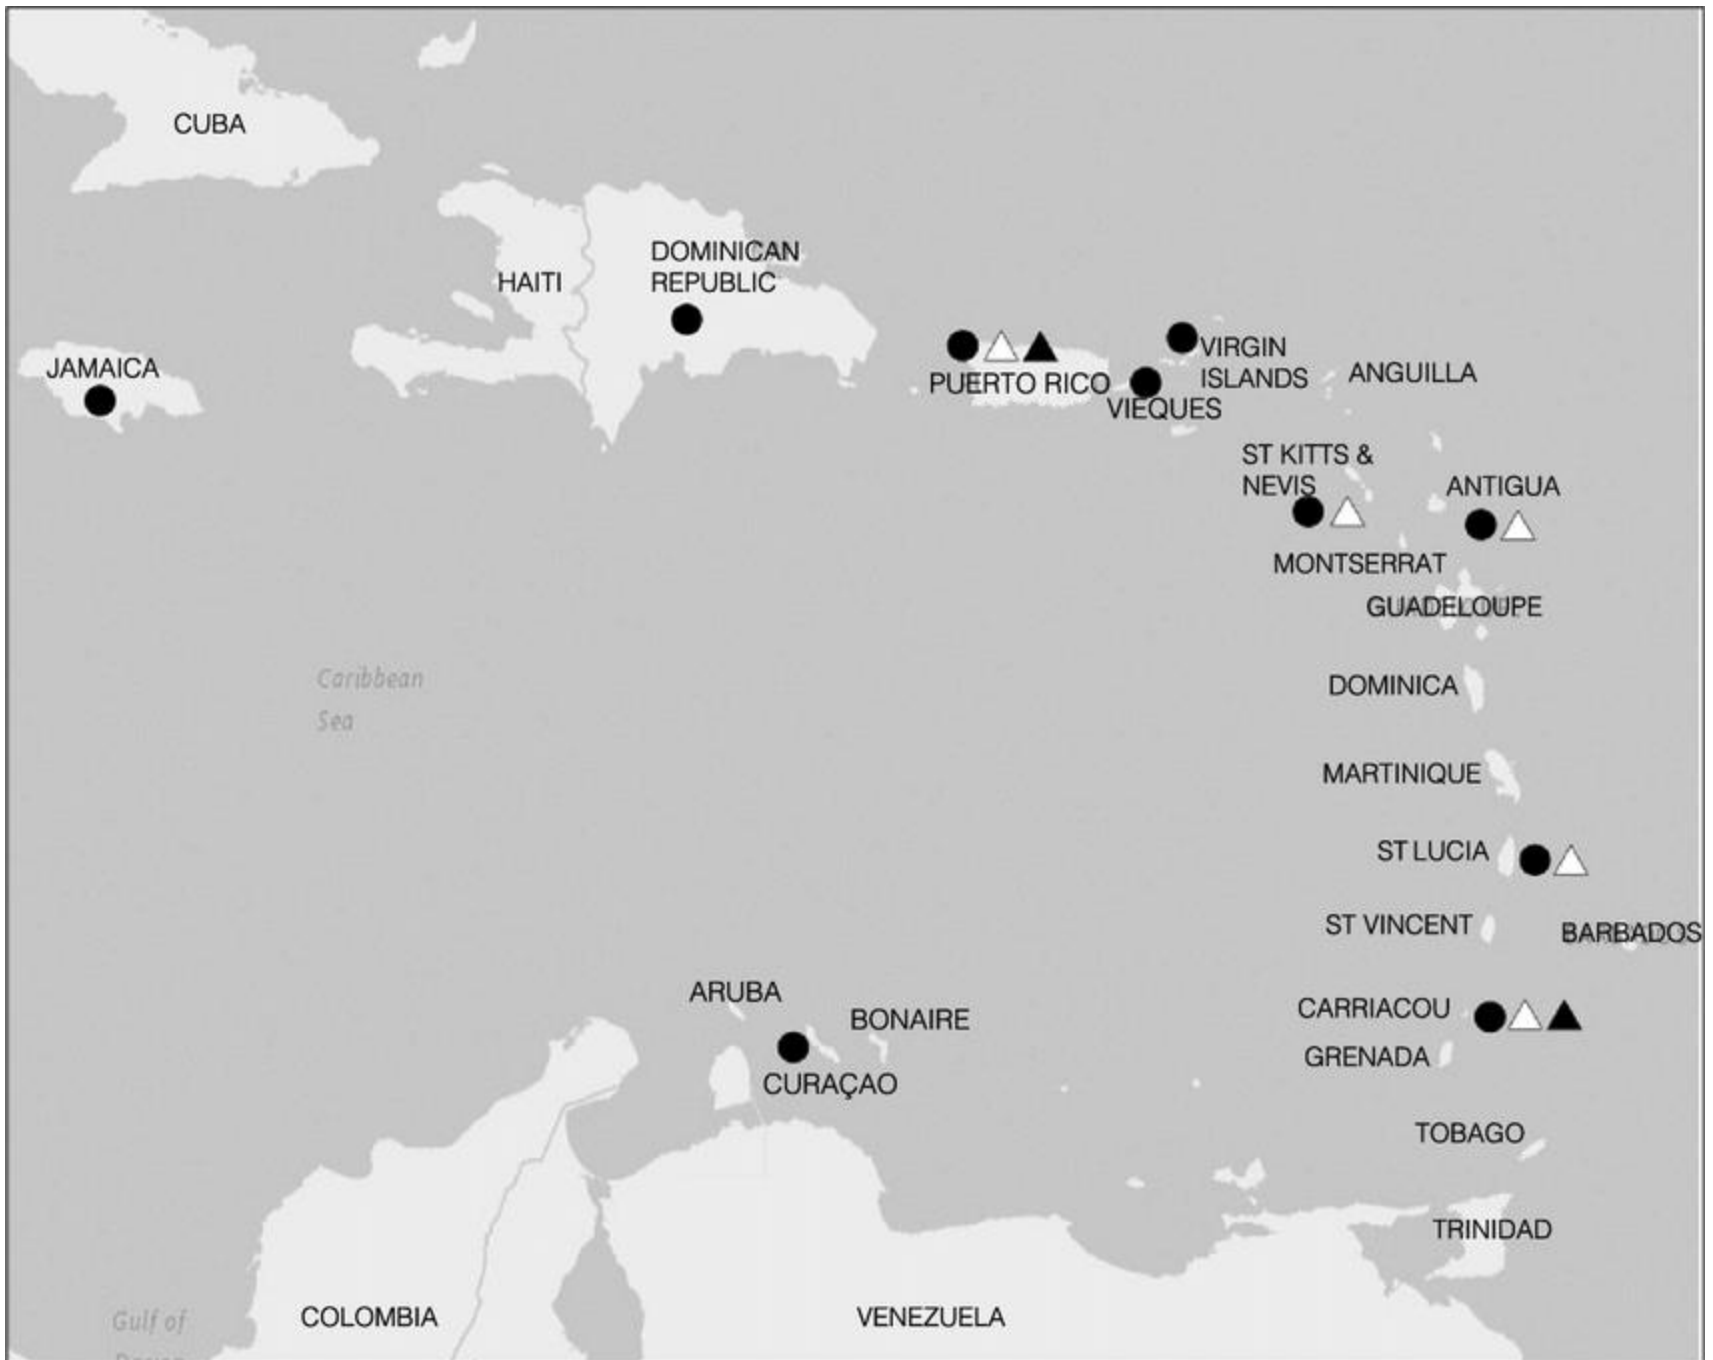 CUBA
DOMINICAN
REPUBLIC
HAITI
JAMAICA
PUERTO RICO
VIRGIN
ISLANDS
VIEQUES
ANGUILLA
ST KITTS &
NEVIS
ANTIGUA
MONTSERRAT
GUADELOUPE
Caribbean
Sea
DOMINICA
MARTINIQUE
ST LUCIA
ST VINCENT
BARBADOS
ARUBA
BONAIRE
CURAÇAO
CARRIACOU
GRENADA
TOBAGO
TRINIDAD
COLOMBIA
VENEZUELA
Gulf of